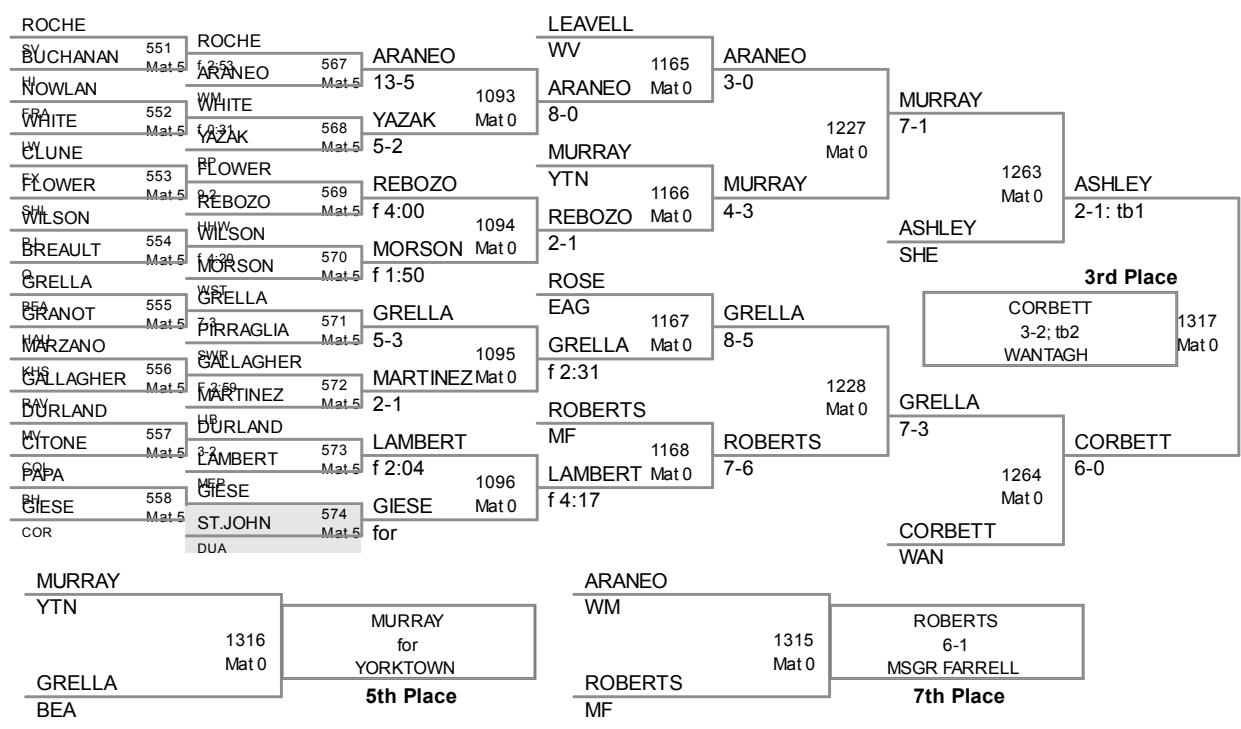 ROCHE
SV
BUCHANAN
551
Mat 5
HI
NOWLAN
FRA
WHITE
552
Mat 5
LW
CLUNE
EX
FLOWER
553
Mat 5
SHL
WILSON
BREAULT
554
Mat 5
GRELLA
BEA
GRANOT
555
Mat 5
HAU
MARZANO
KHS
GALLAGHER
556
Mat 5
RAV
DURLAND
MV
CITONE
557
Mat 5
COL
PAPA
BH
GIESE
558
Mat 5
COR
ROCHE
f 2:53
ARANEO
567
Mat 5
WM
WHITE
f 0:31
YAZAK
568
Mat 5
RP
FLOWER
9-2
REBOZO
569
Mat 5
HHW
WILSON
f 4:20
MORSON
570
Mat 5
WST
GRELLA
7-3
PIRRAGLIA
571
Mat 5
SWR
GALLAGHER
F 2:59
MARTINEZ
572
Mat 5
LIB
DURLAND
3-2
LAMBERT
573
Mat 5
MEP
GIESE
ST.JOHN
574
Mat 5
DUA
ARANEO
13-5
1093
Mat 0
YAZAK
5-2
REBOZO
f 4:00
1094
Mat 0
MORSON
f 1:50
GRELLA
5-3
1095
Mat 0
MARTINEZ
2-1
LAMBERT
f 2:04
1096
Mat 0
GIESE
for
LEAVELL
WV
1165
Mat 0
ARANEO
8-0
MURRAY
YTN
1166
Mat 0
REBOZO
2-1
ROSE
EAG
1167
Mat 0
GRELLA
f 2:31
ROBERTS
MF
1168
Mat 0
LAMBERT
f 4:17
ARANEO
3-0
1227
Mat 0
MURRAY
4-3
GRELLA
8-5
1228
Mat 0
ROBERTS
7-6
MURRAY
7-1
1263
Mat 0
ASHLEY
SHE
GRELLA
7-3
1264
Mat 0
CORBETT
WAN
ASHLEY
2-1: tb1
3rd Place
CORBETT
3-2; tb2
WANTAGH
1317
Mat 0
CORBETT
6-0
MURRAY
YTN
1316
Mat 0
GRELLA
BEA
MURRAY
for
YORKTOWN
5th Place
ARANEO
WM
1315
Mat 0
ROBERTS
MF
ROBERTS
6-1
MSGR FARRELL
7th Place